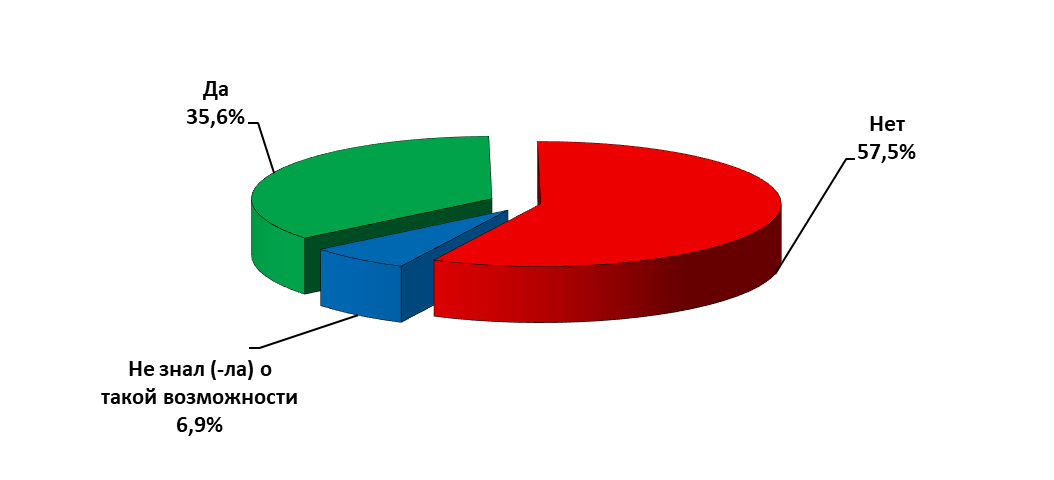 Да
35,6%
Нет
57,5%
Не знал (-ла) о
такой возможности
6,9%